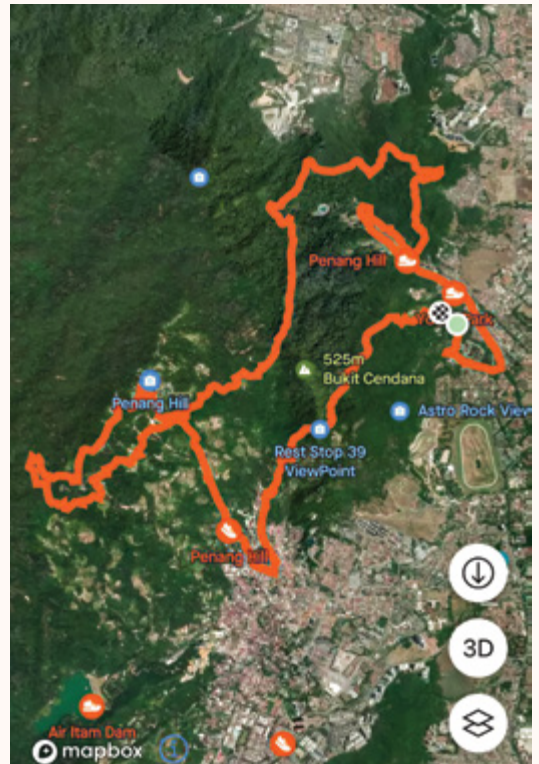 Penang Hill
Park
525m
Bukit Cendana
Penang Hill
Astro Rock View
Rest Stop 39
ViewPoint
Penang Hill
3D
Air Itam Dam
mapbox